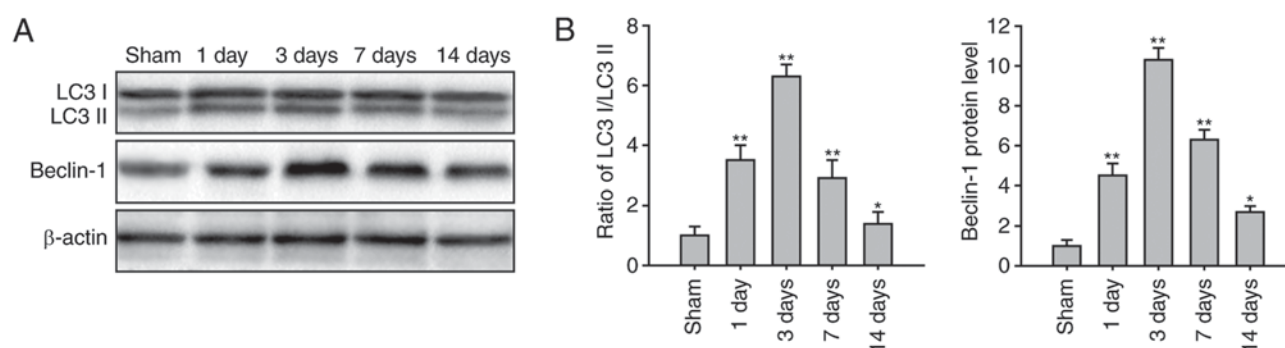 A
Sham 1 day 3 days 7 days 14 days
LC3 I
LC3 II
Beclin-1
β-actin
B
Ratio of LC3 I/LC3 II
8
6
4
2
0
**
**
**
*
Sham
1 day
3 days
7 days
14 days
Beclin-1 protein level
12
10
8
6
4
2
0
**
**
**
*
Sham
1 day
3 days
7 days
14 days